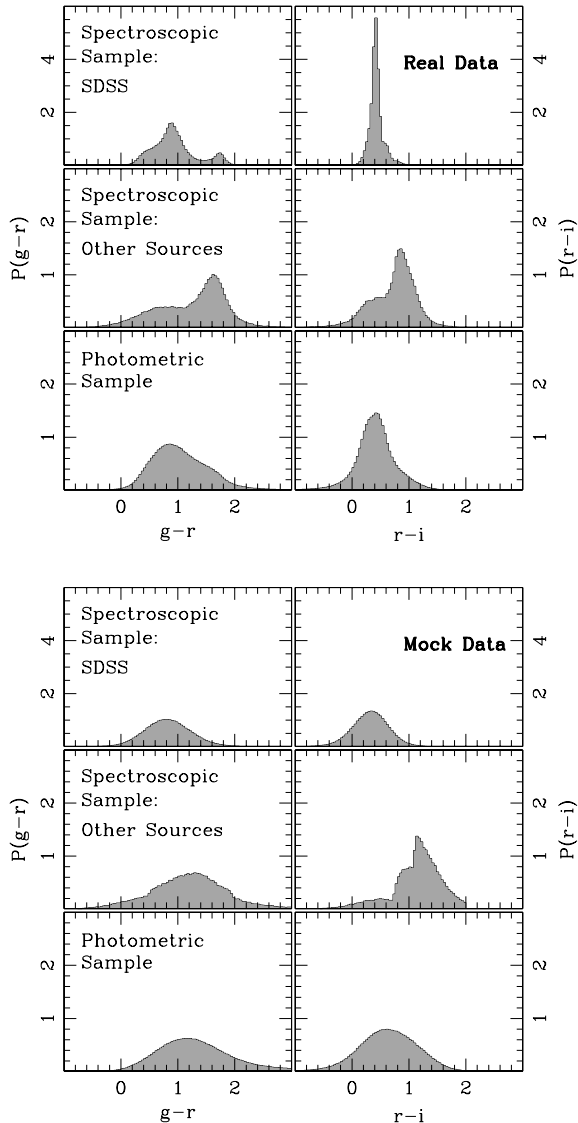 Spectroscopic
Sample:
SDSS
Real Data
4
2
4
2
Spectroscopic
Sample:
Other Sources
P(g−r)
2
1
P(r−i)
2
1
Photometric
Sample
2
1
2
1
0 1 2
0 1 2
g−r
r−i
Spectroscopic
Sample:
SDSS
Mock Data
4
2
4
2
Spectroscopic
Sample:
Other Sources
P(g−r)
2
1
P(r−i)
2
1
Photometric
Sample
2
1
2
1
0 1 2
0 1 2
g−r
r−i